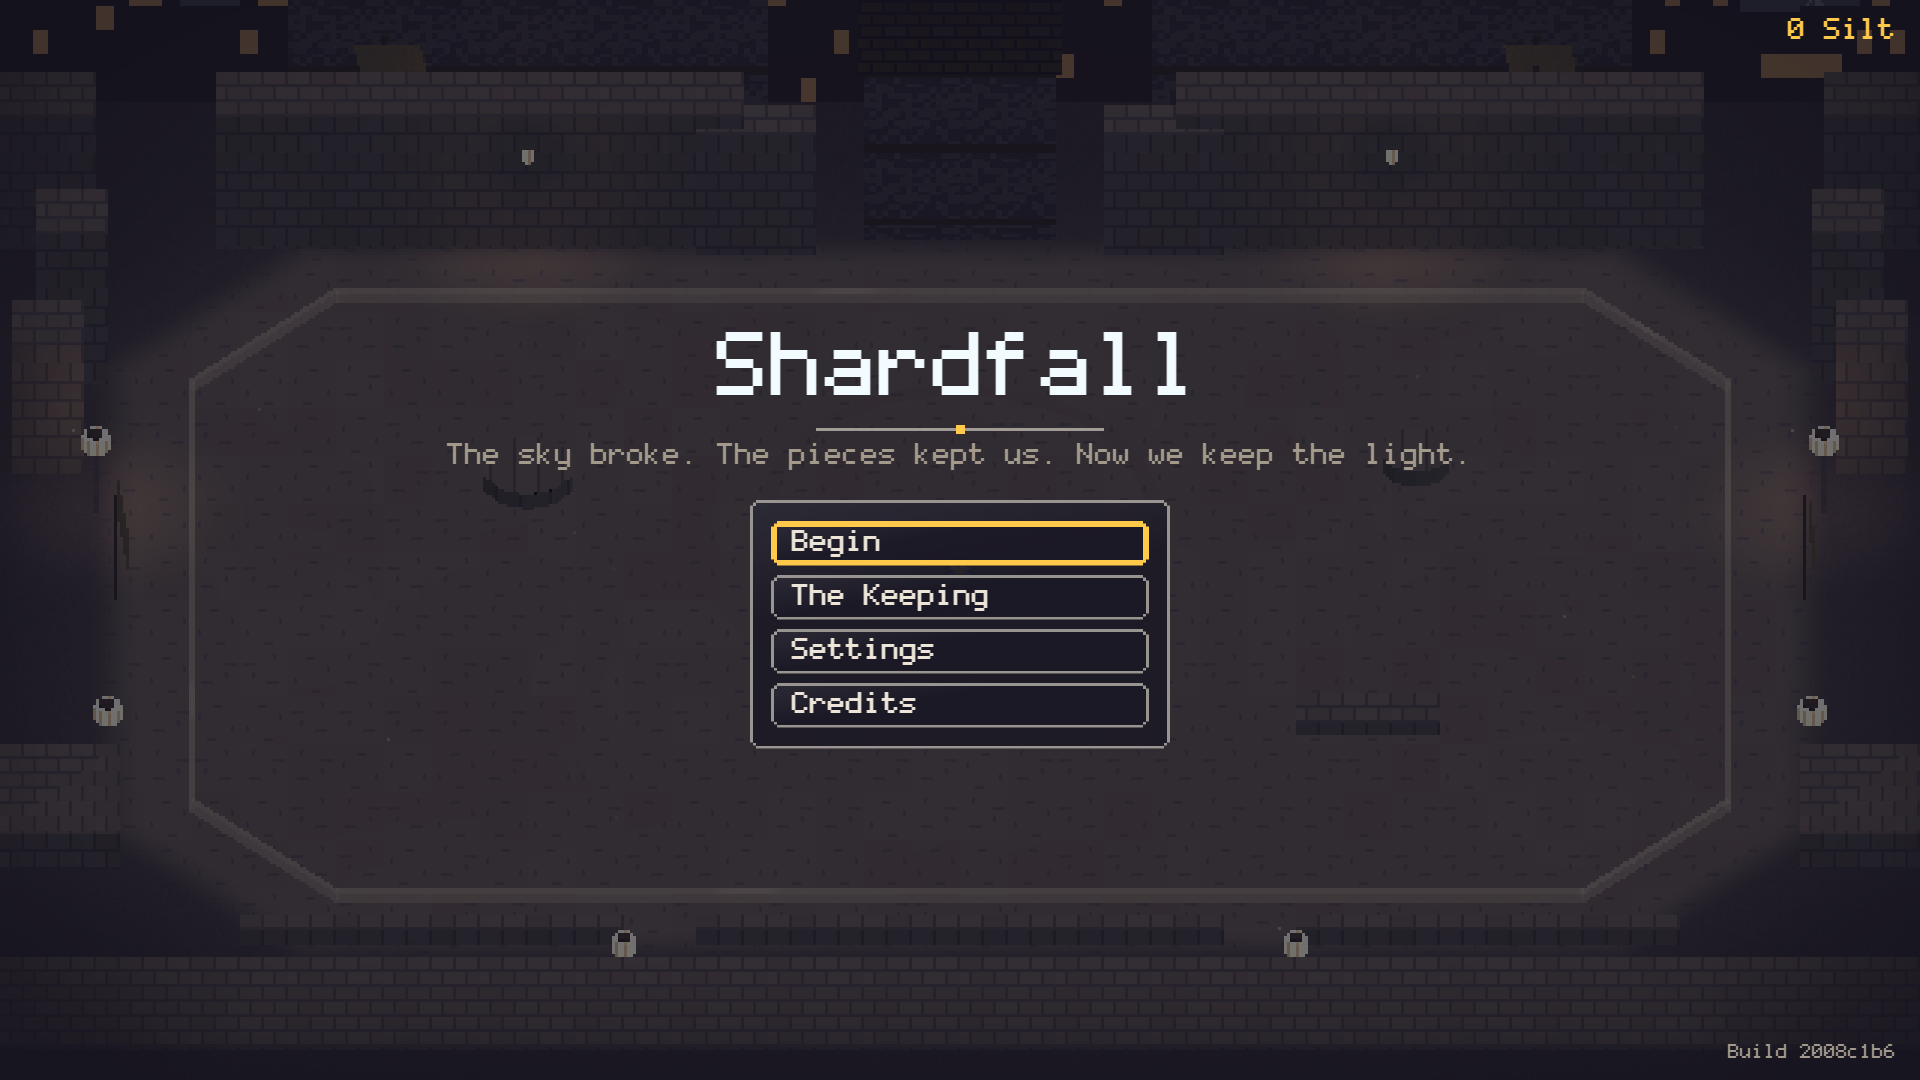 0 Silt
Shardfall
The sky broke. The pieces kept us. Now we keep the light.
Begin
The Keeping
Settings
Credits
Build 2008c1b6